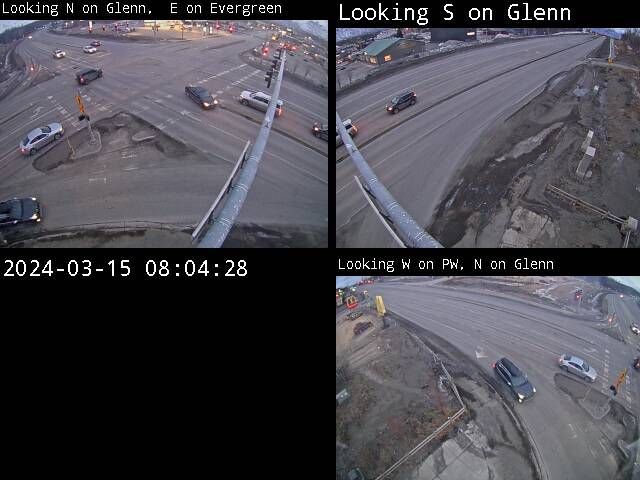 Looking N on Glenn,  E on Evergreen
Looking S on Glenn
2024-03-15 08:04:28
Looking W on PW, N on Glenn